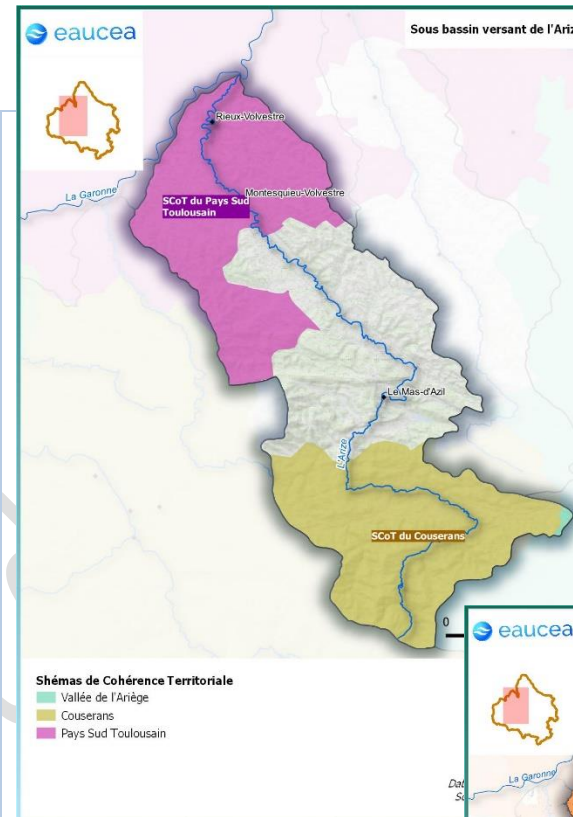 eaucea
Sous bassin versant de l'Ariz
Rieux-Volvestre
La Garonne
Montesquieu-Volvestre
SCoT du Pays Sud
Toulousain
Le Mas-d'Azil
L'Arize
SCoT du Couserans
0
eaucea
Shémas de Cohérence Territoriale
Vallée de l'Ariège
Couserans
Pays Sud Toulousain
La Garonne